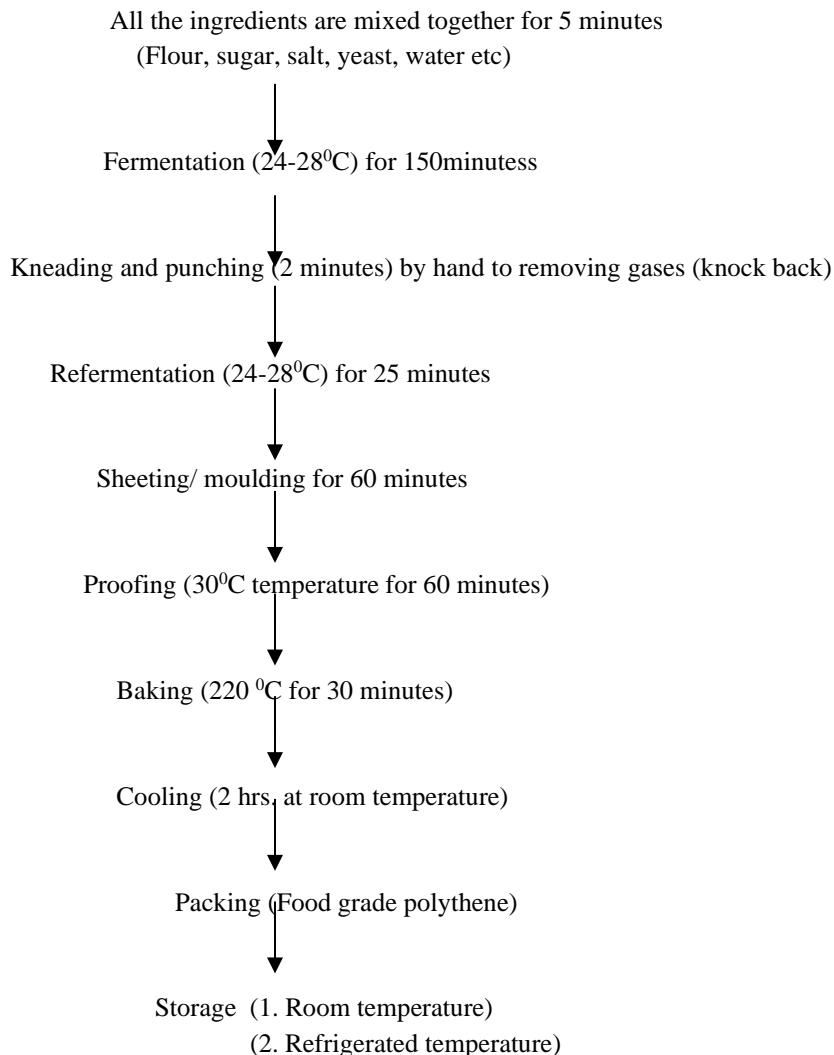 All the ingredients are mixed together for 5 minutes
(Flour, sugar, salt, yeast, water etc)
Fermentation (24-28⁰C) for 150minutess
Kneading and punching (2 minutes) by hand to removing gases (knock back)
Refermentation (24-28⁰C) for 25 minutes
Sheeting/ moulding for 60 minutes
Proofing (30⁰C temperature for 60 minutes)
Baking (220 ⁰C for 30 minutes)
Cooling (2 hrs. at room temperature)
Packing (Food grade polythene)
Storage (1. Room temperature)
(2. Refrigerated temperature)